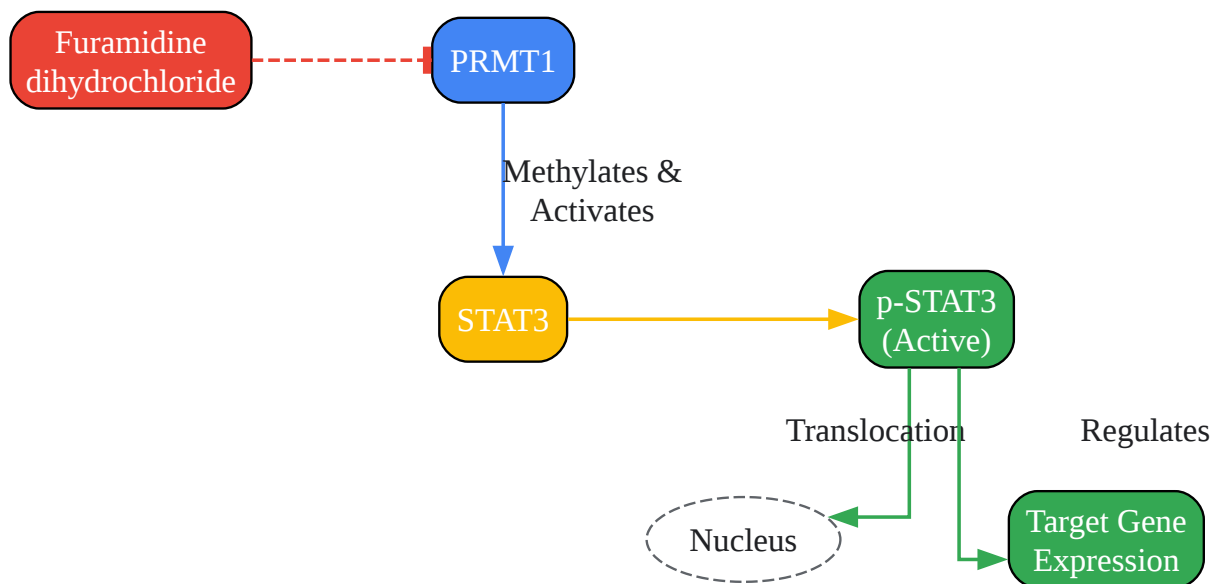 Furamidine
dihydrochloride
PRMT1
Methylates &
Activates
STAT3
p-STAT3
(Active)
Translocation
Regulates
Nucleus
Target Gene
Expression